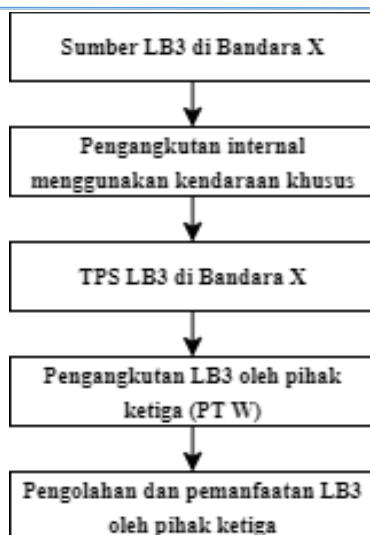 Sumber LB3 di Bandara X
Pengangkutan internal
menggunakan kendaraan khusus
TPS LB3 di Bandara X
Pengangkutan LB3 oleh pihak
ketiga (PT W)
Pengolahan dan pemanfaatan LB3
oleh pihak ketiga